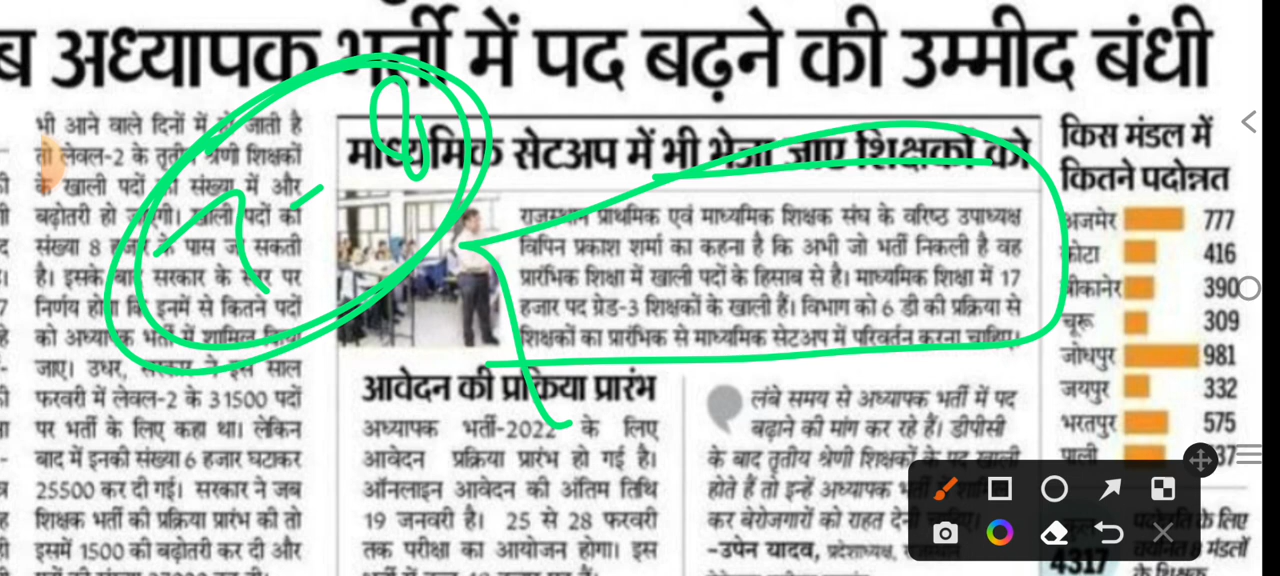 ब अध्यापक भर्ती में पद बढ़ने की उम्मीद बंधी
भी आने वाले दिनों में हो जाती है
तो लेवल-2 के तृतीय श्रेणी शिक्षकों
के खाली पदों की संख्या में और
बढ़ोतरी हो जाएगी। खाली पदों की
संख्या 8 हजार के पास जा सकती
है। इसके बाद सरकार के स्तर पर
निर्णय होगा कि इनमें से कितने पदों
को अध्यापक भर्ती में शामिल किया
जाए। उधर, सरकार ने इस साल
फरवरी में लेवल-2 के 31500 पदों
पर भर्ती के लिए कहा था। लेकिन
बाद में इनकी संख्या 6 हजार घटाकर
25500 कर दी गई। सरकार ने जब
शिक्षक भर्ती की प्रक्रिया प्रारंभ की तो
इसमें 1500 की बढ़ोतरी कर दी और
माध्यमिक सेटअप में भी भेजा जाए शिक्षकों को
राजस्थान प्राथमिक एवं माध्यमिक शिक्षक संघ के वरिष्ठ उपाध्यक्ष
विपिन प्रकाश शर्मा का कहना है कि अभी जो भर्ती निकली है वह
प्रारंभिक शिक्षा में खाली पदों के हिसाब से है। माध्यमिक शिक्षा में 17
हजार पद ग्रेड-3 शिक्षकों के खाली हैं। विभाग को 6 डी की प्रक्रिया से
शिक्षकों का प्रारंभिक से माध्यमिक सेटअप में परिवर्तन करना चाहिए।
आवेदन की प्रक्रिया प्रारंभ
अध्यापक भर्ती-2022 के लिए
आवेदन प्रक्रिया प्रारंभ हो गई है।
ऑनलाइन आवेदन की अंतिम तिथि
19 जनवरी है। 25 से 28 फरवरी
तक परीक्षा का आयोजन होगा। इस
लंबे समय से अध्यापक भर्ती में पद
बढ़ाने की मांग कर रहे हैं। डीपीसी
के बाद तृतीय श्रेणी शिक्षकों के पद खाली
होते हैं तो इन्हें अध्यापक
कर बेरोजगारों को राहत देनी चाहिए।
-उपेन यादव, प्रदेशाध्यक्ष,
किस मंडल में
कितने पदोन्नत
अजमेर 777
कोटा 416
बीकानेर 390
चूरू 309
जोधपुर 981
जयपुर 332
भरतपुर 575
पाली 37
के लिए
मंडलों
4317
के शिक्षक